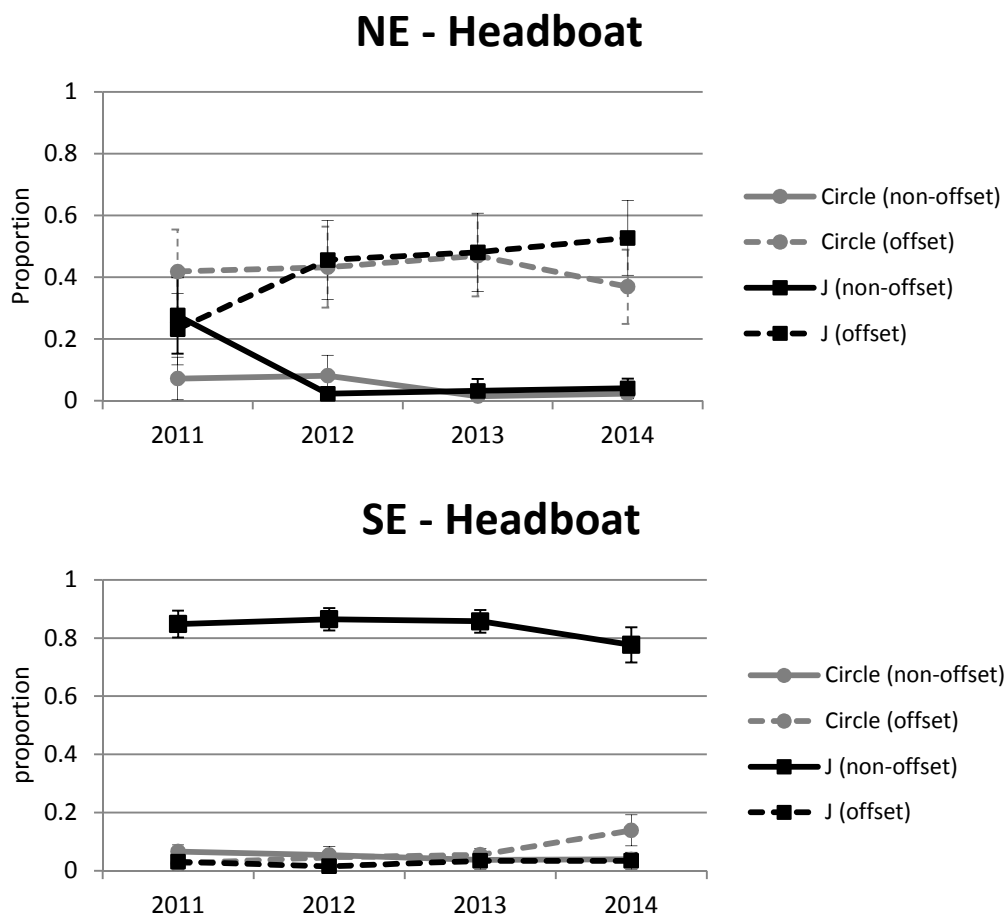 NE - Headboat
Proportion
1
0.8
0.6
0.4
0.2
0
2011 2012 2013 2014
Circle (non-offset)
Circle (offset)
J (non-offset)
J (offset)
SE - Headboat
proportion
1
0.8
0.6
0.4
0.2
0
2011 2012 2013 2014
Circle (non-offset)
Circle (offset)
J (non-offset)
J (offset)